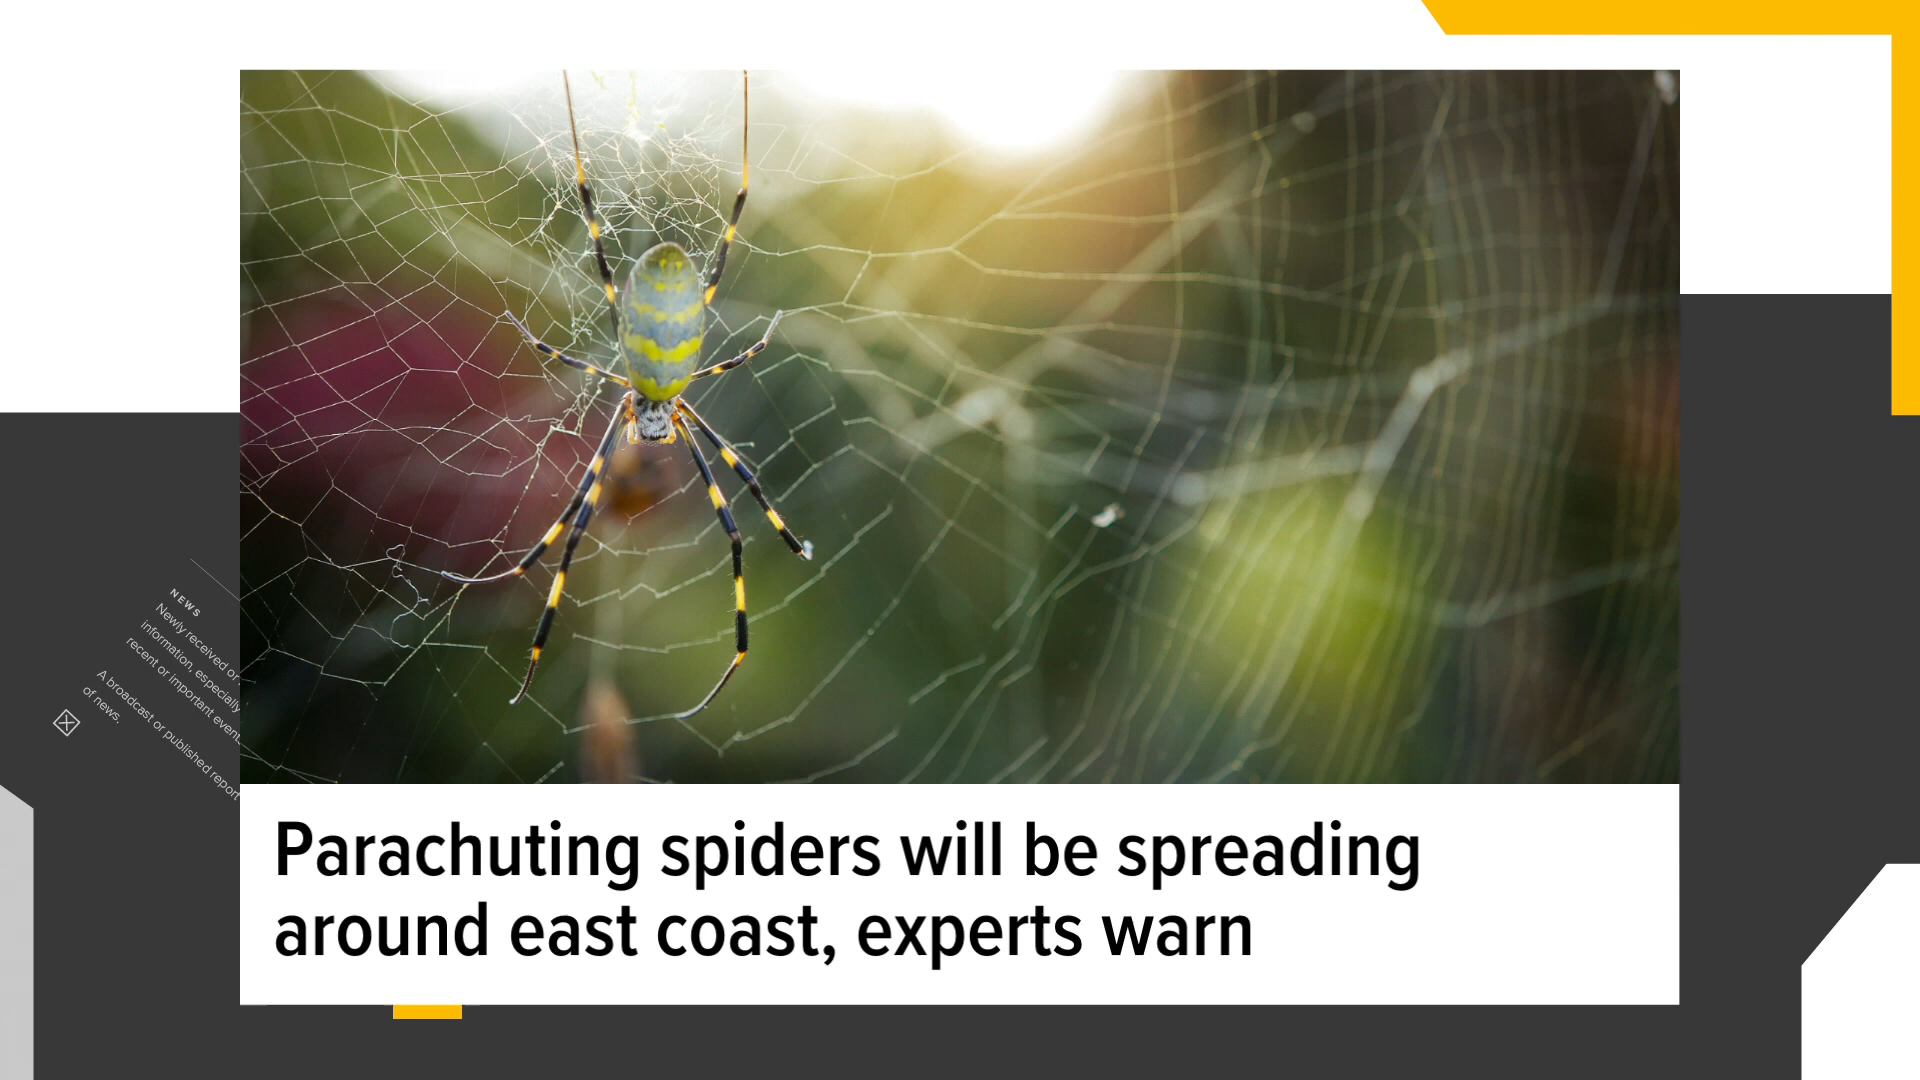 NEWS
Newly received or
information, especially
recent or important event
A broadcast or published report
of news.
Parachuting spiders will be spreading
around east coast, experts warn